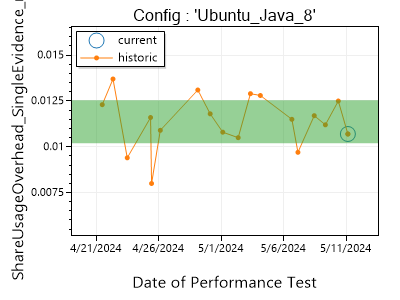 Config : 'Ubuntu_Java_8'
ShareUsageOverhead_SingleEvidence_
current
historic
0.015
0.0125
0.01
0.0075
4/21/2024
4/26/2024
5/1/2024
5/6/2024
5/11/2024
Date of Performance Test